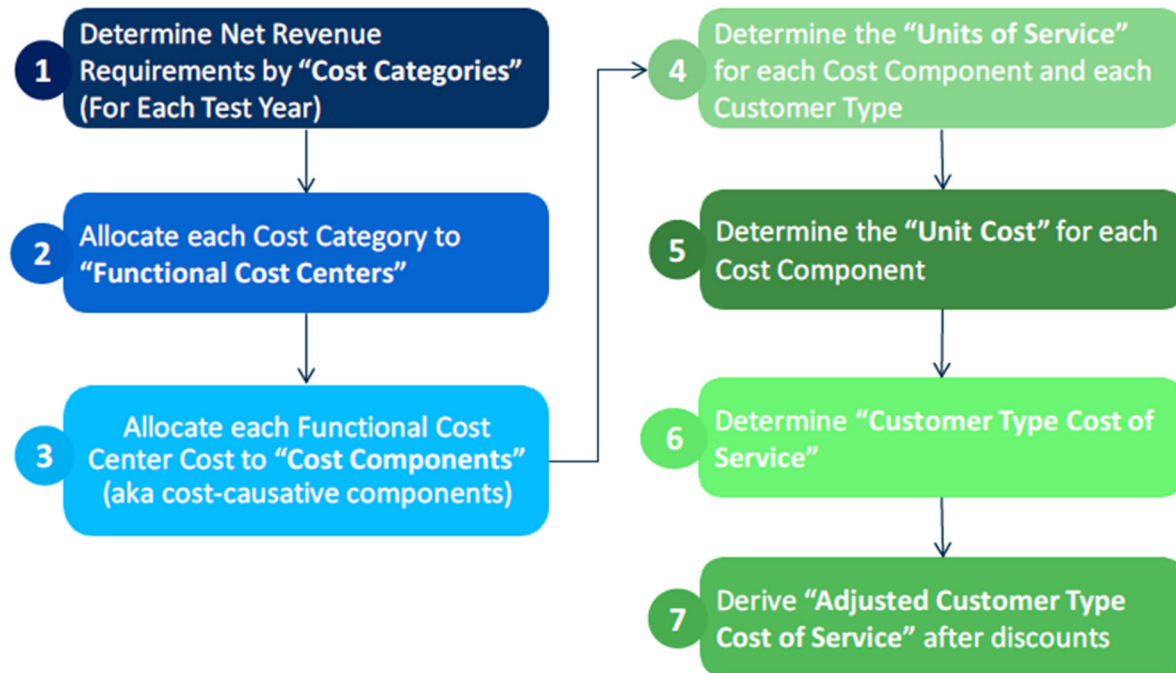 1
Determine Net Revenue
Requirements by “Cost Categories”
(For Each Test Year)
2
Allocate each Cost Category to
“Functional Cost Centers”
3
Allocate each Functional Cost
Center Cost to “Cost Components”
(aka cost-causative components)
4
Determine the “Units of Service”
for each Cost Component and each
Customer Type
5
Determine the “Unit Cost” for each
Cost Component
6
Determine “Customer Type Cost of
Service”
7
Derive “Adjusted Customer Type
Cost of Service” after discounts